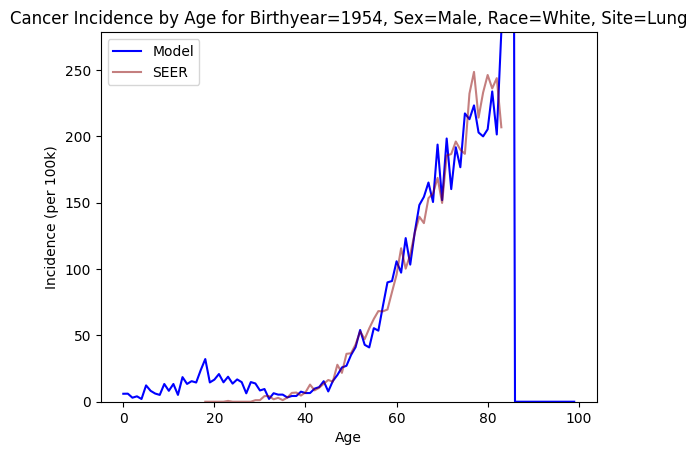 Cancer Incidence by Age for Birthyear=1954, Sex=Male, Race=White, Site=Lung
Model
SEER
250
200
150
100
50
0
Incidence (per 100k)
0 20 40 60 80 100
Age